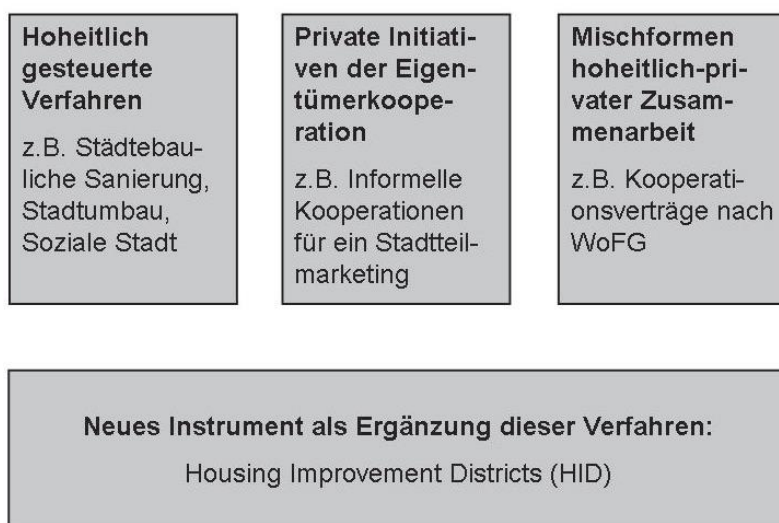 Hoheitlich
gesteuerte
Verfahren
z.B. Städtebau-
liche Sanierung,
Stadtumbau,
Soziale Stadt
Private Initiati-
ven der Eigen-
tümerkoope-
ration
z.B. Informelle
Kooperationen
für ein Stadtteil-
marketing
Mischformen
hoheitlich-pri-
vater Zusam-
menarbeit
z.B. Kooperati-
onsverträge nach
WoFG
Neues Instrument als Ergänzung dieser Verfahren:
Housing Improvement Districts (HID)